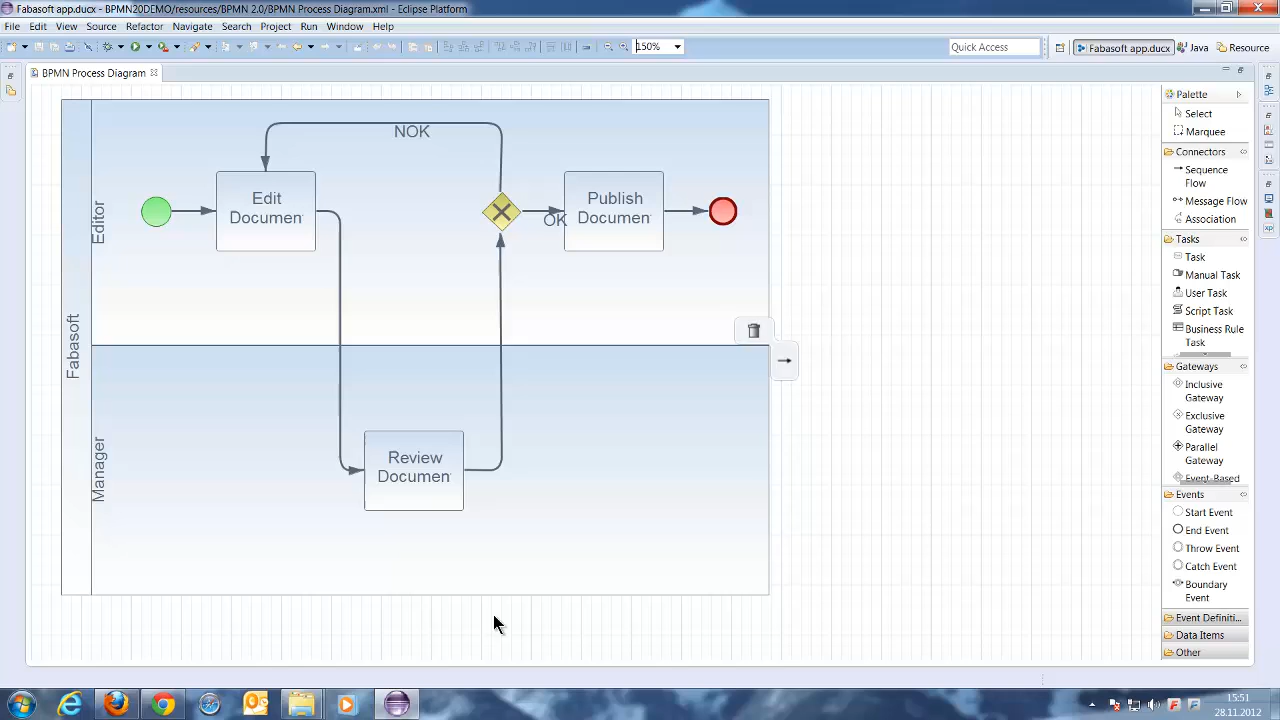 Fabasoft app.ducx - BPMN20DEMO/resources/BPMN 2.0/BPMN Process Diagram.xml - Eclipse Platform
File Edit View Source Refactor Navigate Search Project Run Window Help
150%
Quick Access
Fabasoft app.ducx
Java
Resource
BPMN Process Diagram
Fabasoft
Editor
Manager
NOK
Edit
Documen
OK
Publish
Documen
Review
Documen
Palette
Select
Marquee
Connectors
Sequence
Flow
Message Flow
Association
Tasks
Task
Manual Task
User Task
Script Task
Business Rule
Task
Gateways
Inclusive
Gateway
Exclusive
Gateway
Parallel
Gateway
Event-Based
Events
Start Event
End Event
Throw Event
Catch Event
Boundary
Event
Event Definiti...
Data Items
Other
15:51
28.11.2012